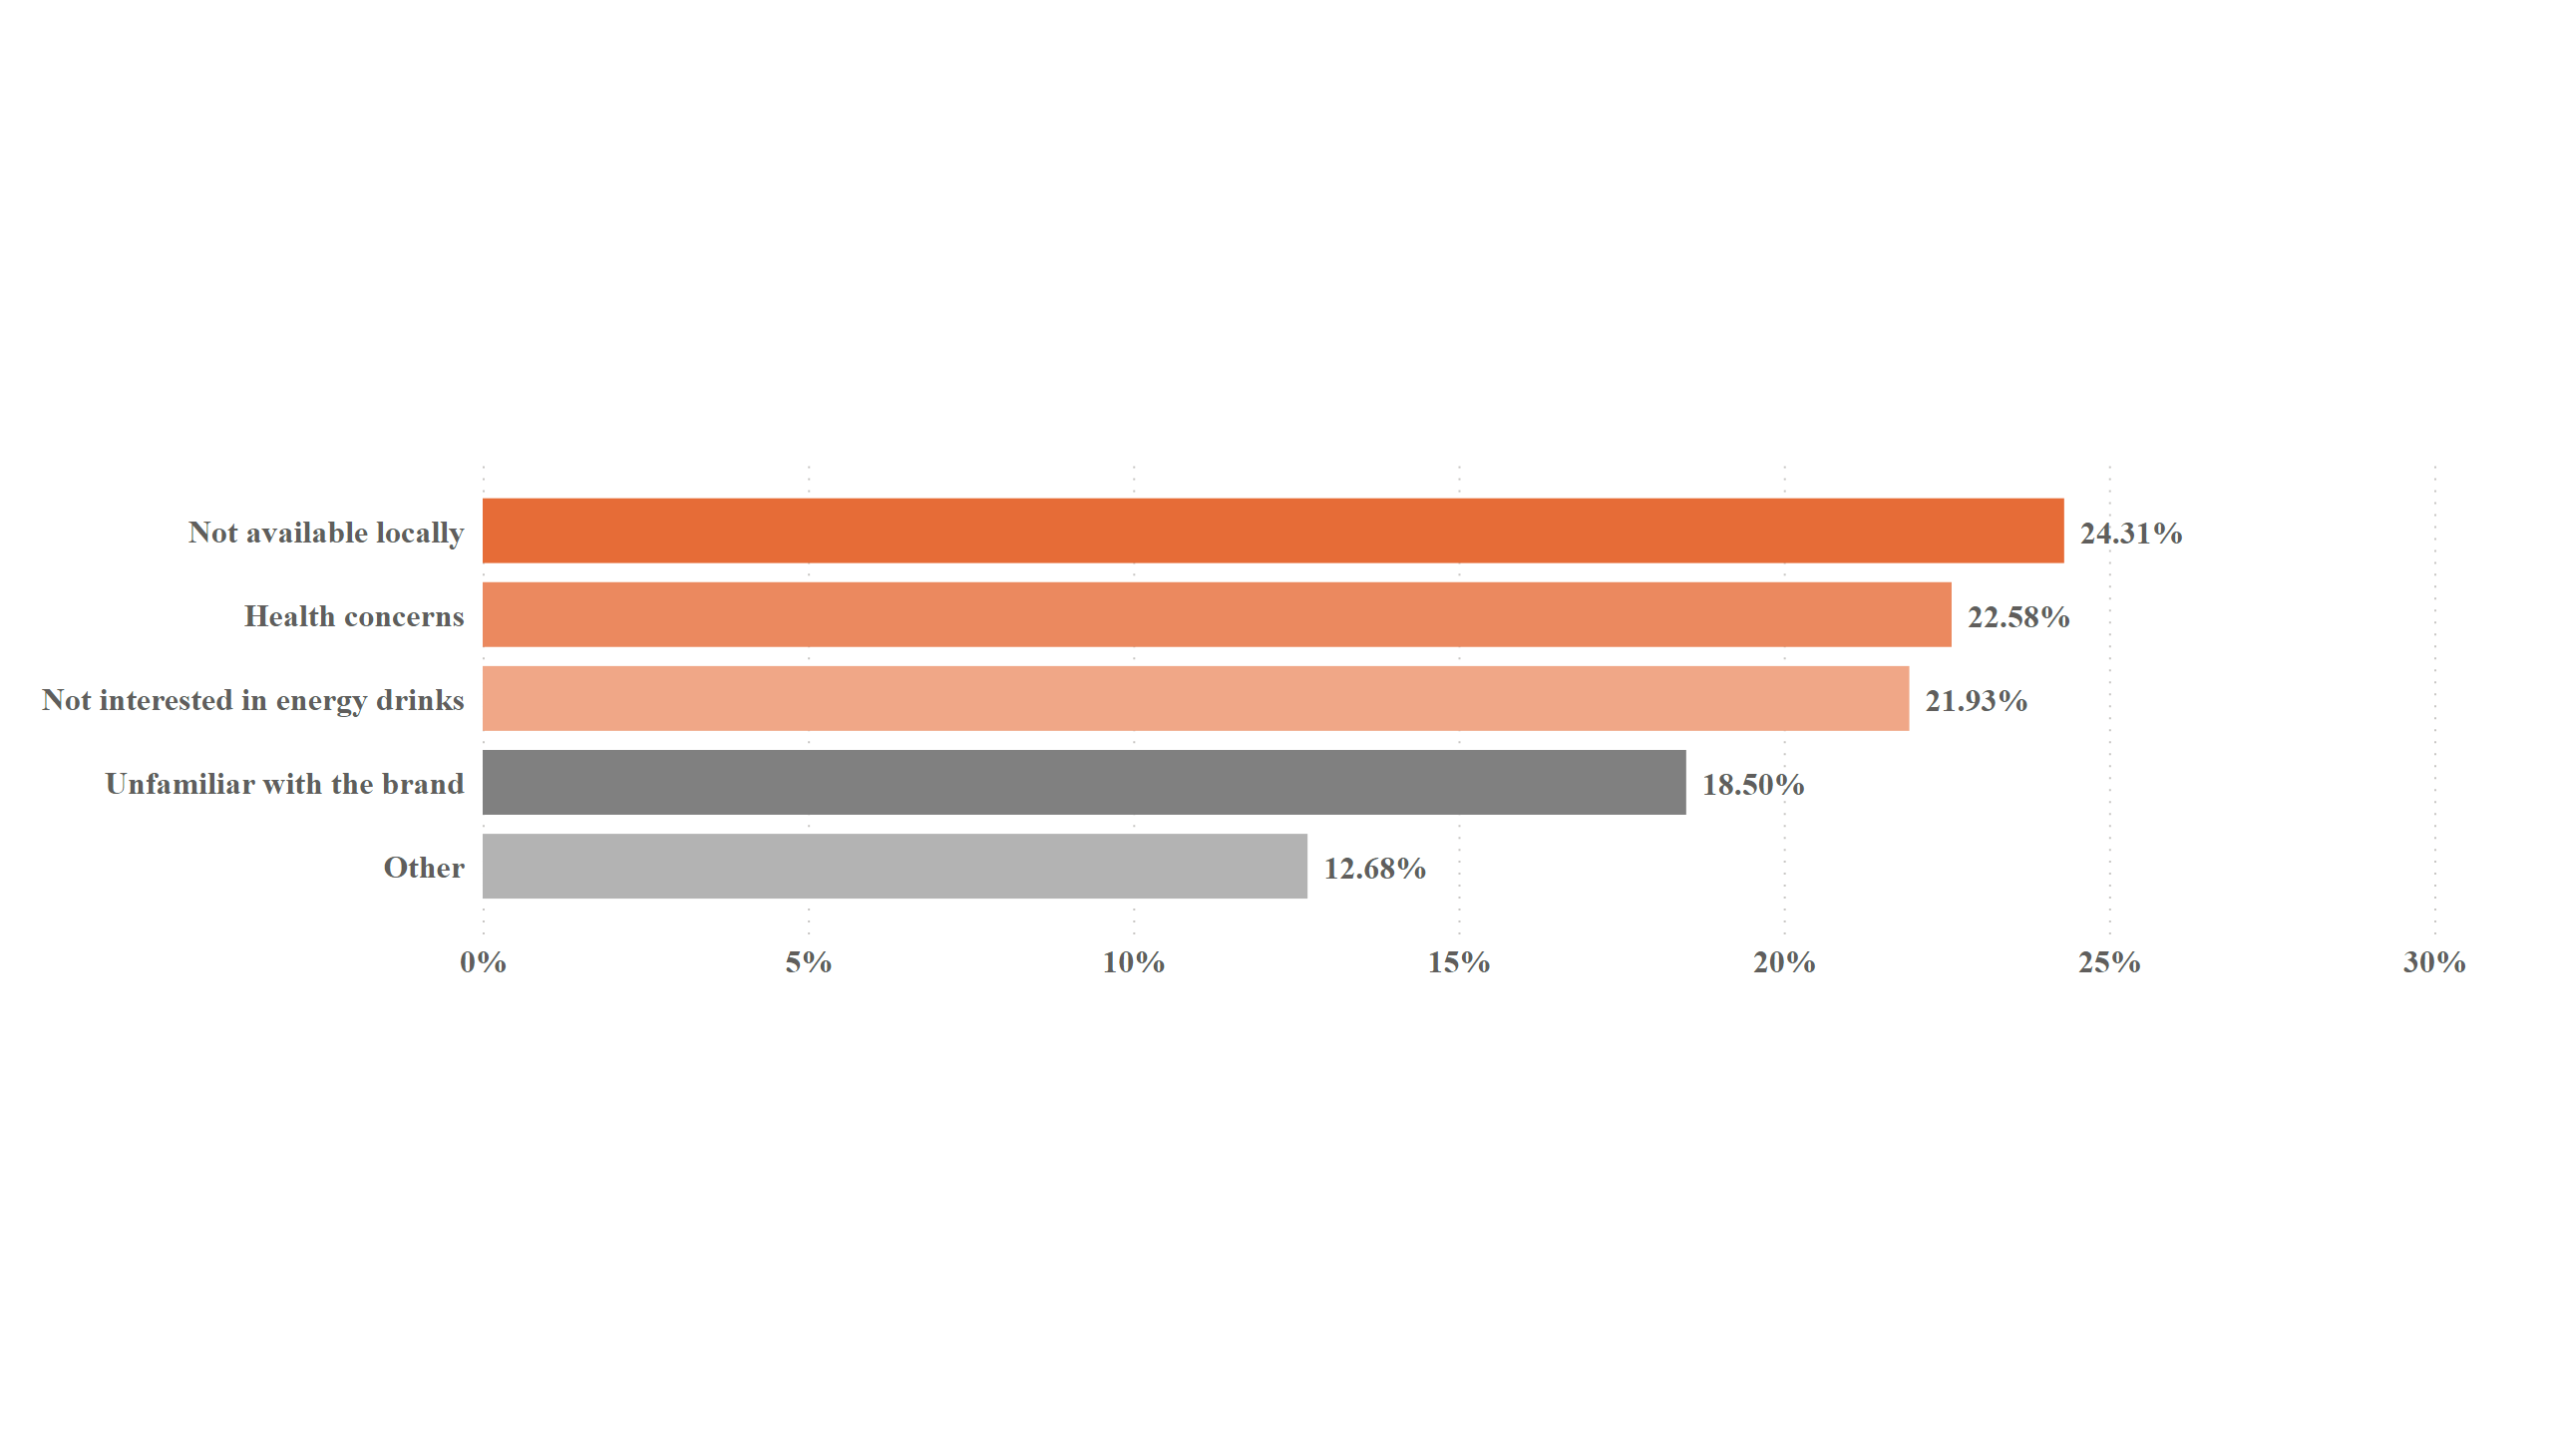 Not available locally 24.31%
Health concerns 22.58%
Not interested in energy drinks 21.93%
Unfamiliar with the brand 18.50%
Other 12.68%
0% 5% 10% 15% 20% 25% 30%